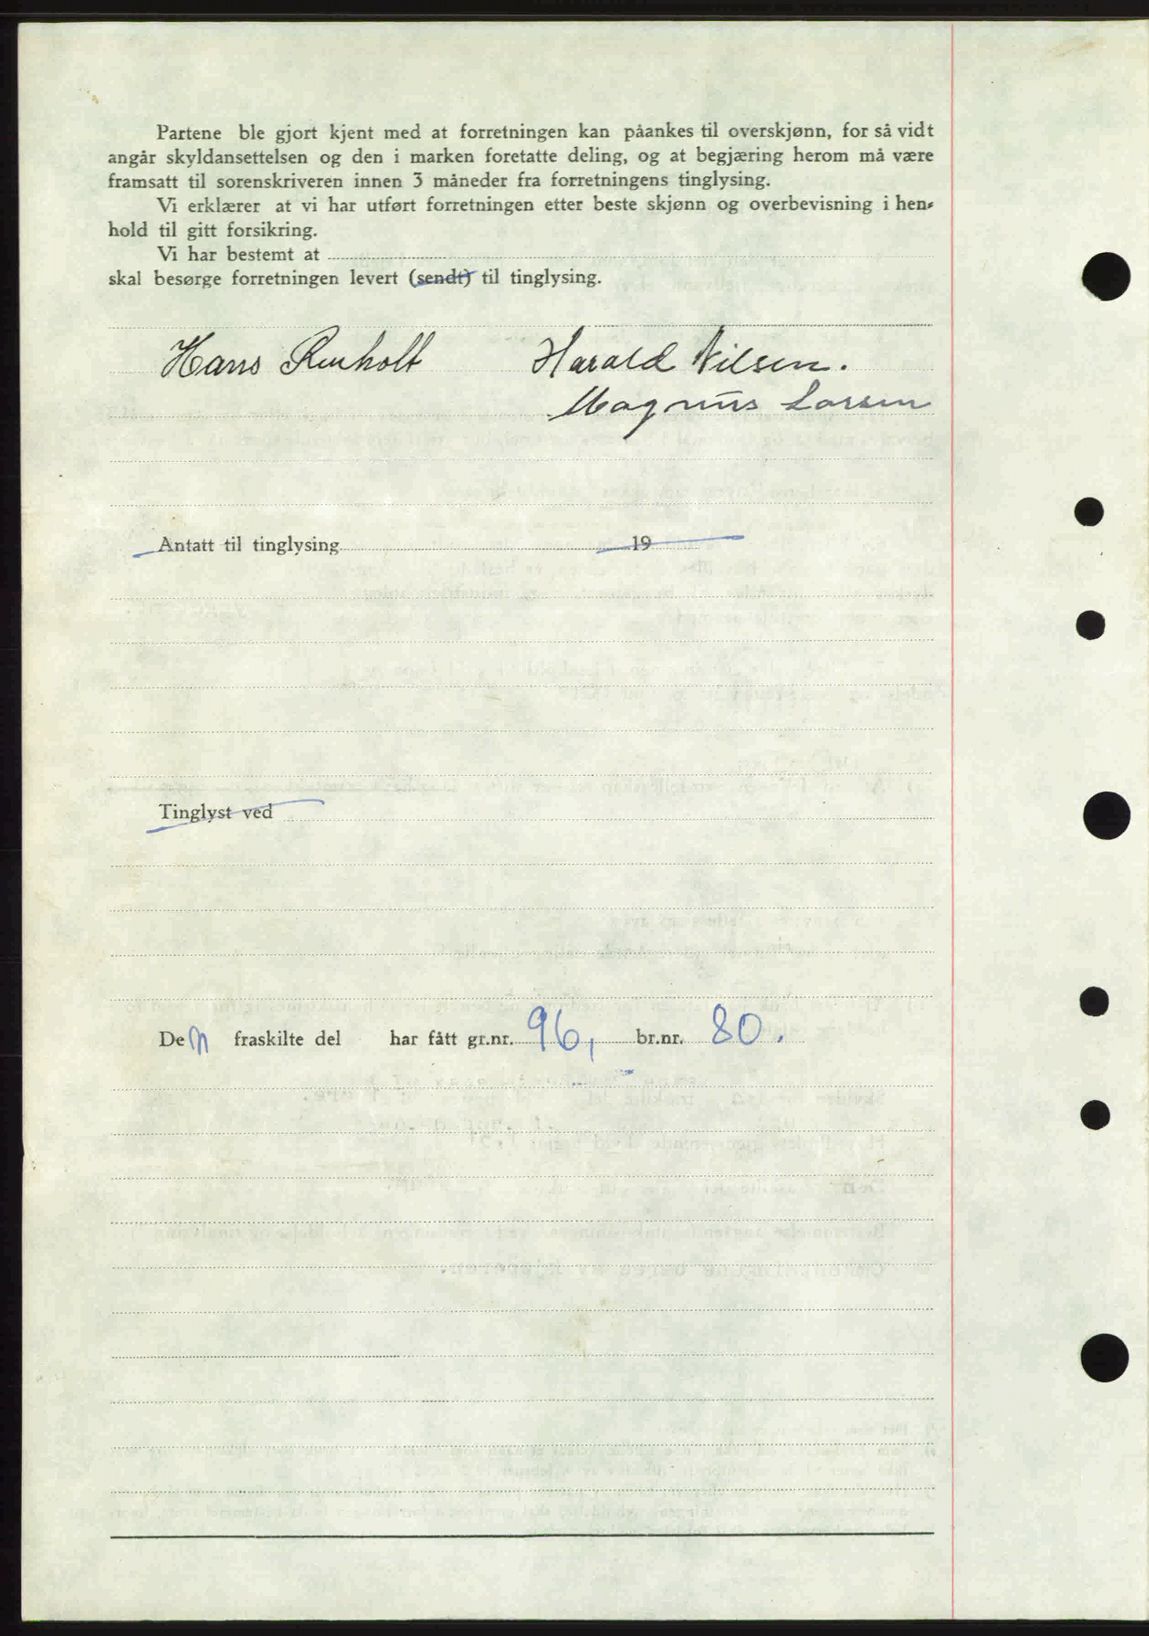 Partene ble gjort kjent med at forretningen kan påankes til overskjønn, for så vidt
angår skyldansettelsen og den i marken foretatte deling, og at begjæring herom må være
framsatt til sorenskriveren innen 3 måneder fra forretningens tinglysing.
Vi erklærer at vi har utført forretningen etter beste skjønn og overbevisning i hen-
hold til gitt forsikring.
Vi har bestemt at
skal besørge forretningen levert (sendt) til tinglysing.
Hans Renholt Harald Nilsen.
Magnus Larsen
Antatt til tinglysing 19
Tinglyst ved
Den fraskilte del har fått gr.nr. 96, br.nr. 80.